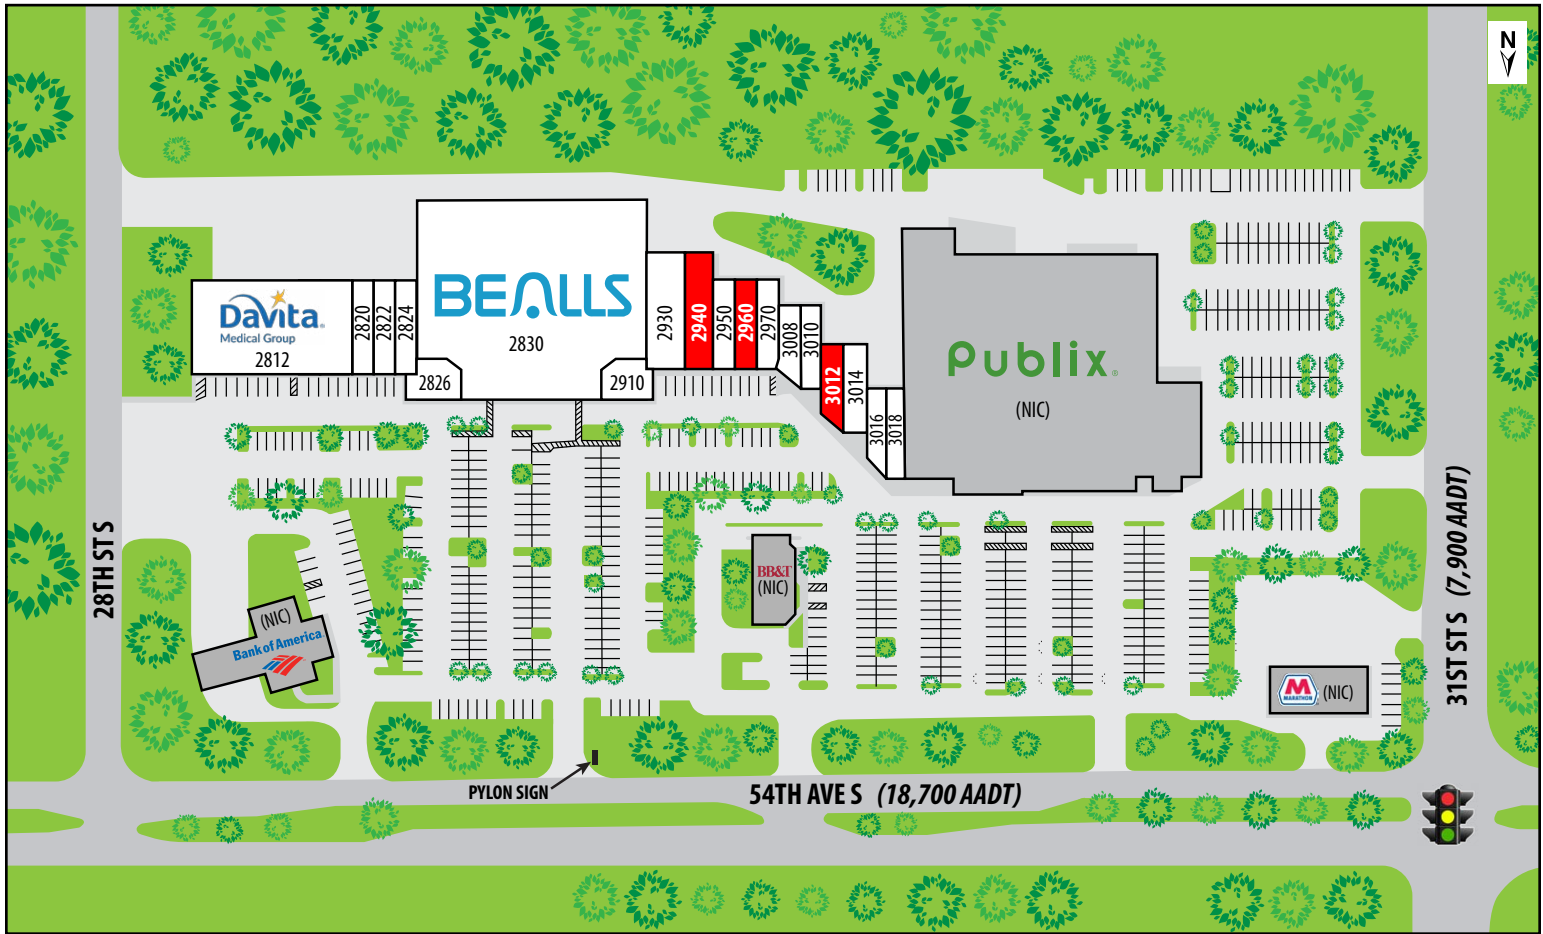 N
DaVita.
Medical Group
2812
2820
2822
2824
BEALLS
2830
2826
2910
2930
2940
2950
2960
2970
3008
3010
3012
3014
3016
3018
Publix®
(NIC)
28TH ST S
31ST ST S (7,900 AADT)
(NIC)
Bank of America
BB&T
(NIC)
M
MARATHON
(NIC)
PYLON SIGN
54TH AVE S (18,700 AADT)